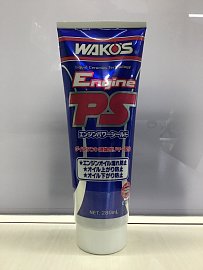 WAKO'S
Engine
PS
エンジンパワーシールド
★エンジンオイル漏れ防止
★オイル上がり防止
★オイル下がり防止
NET. 280mL